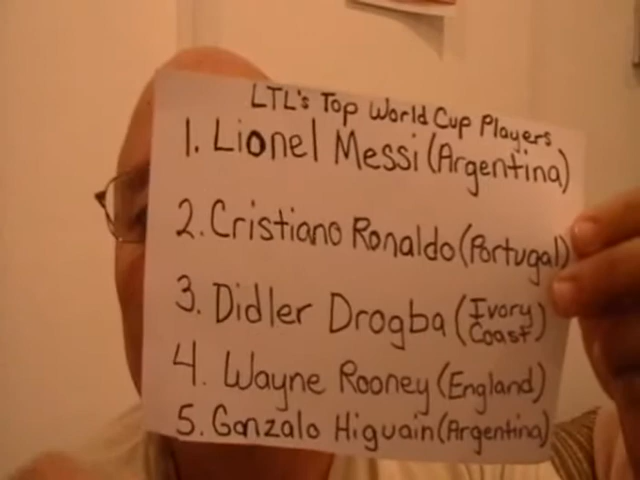 LTL's Top World Cup Players
1. Lionel Messi (Argentina)
2. Cristiano Ronaldo (Portugal)
3. Didler Drogba (Ivory Coast)
4. Wayne Rooney (England)
5. Gonzalo Higuain (Argentina)